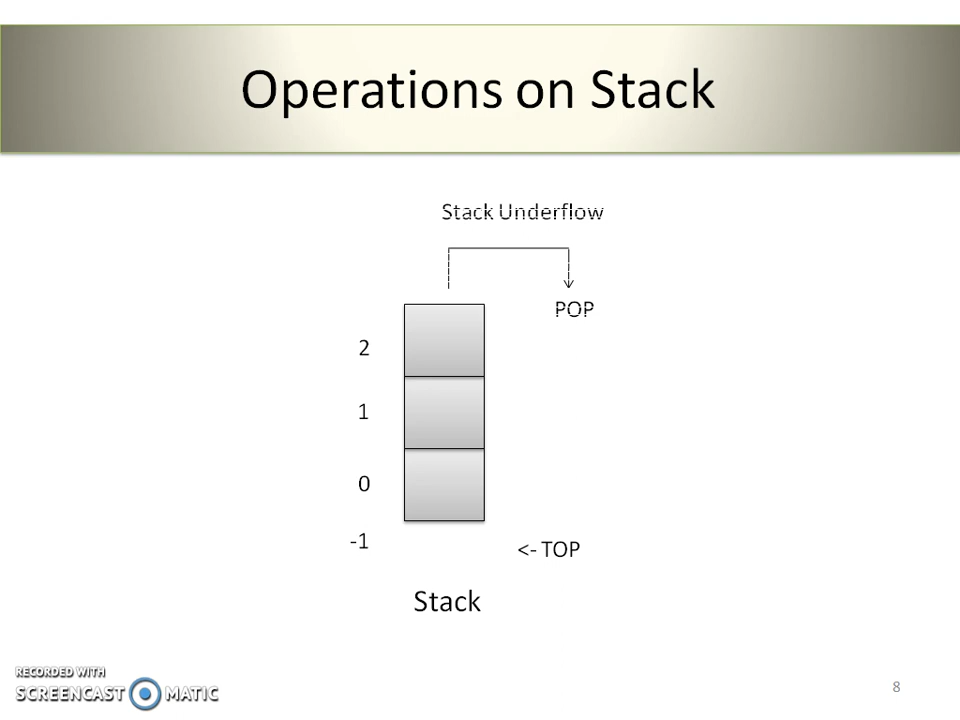 Operations on Stack
Stack Underflow
POP
2
1
0
-1
<- TOP
Stack
RECORDED WITH
SCREENCAST MATIC
8